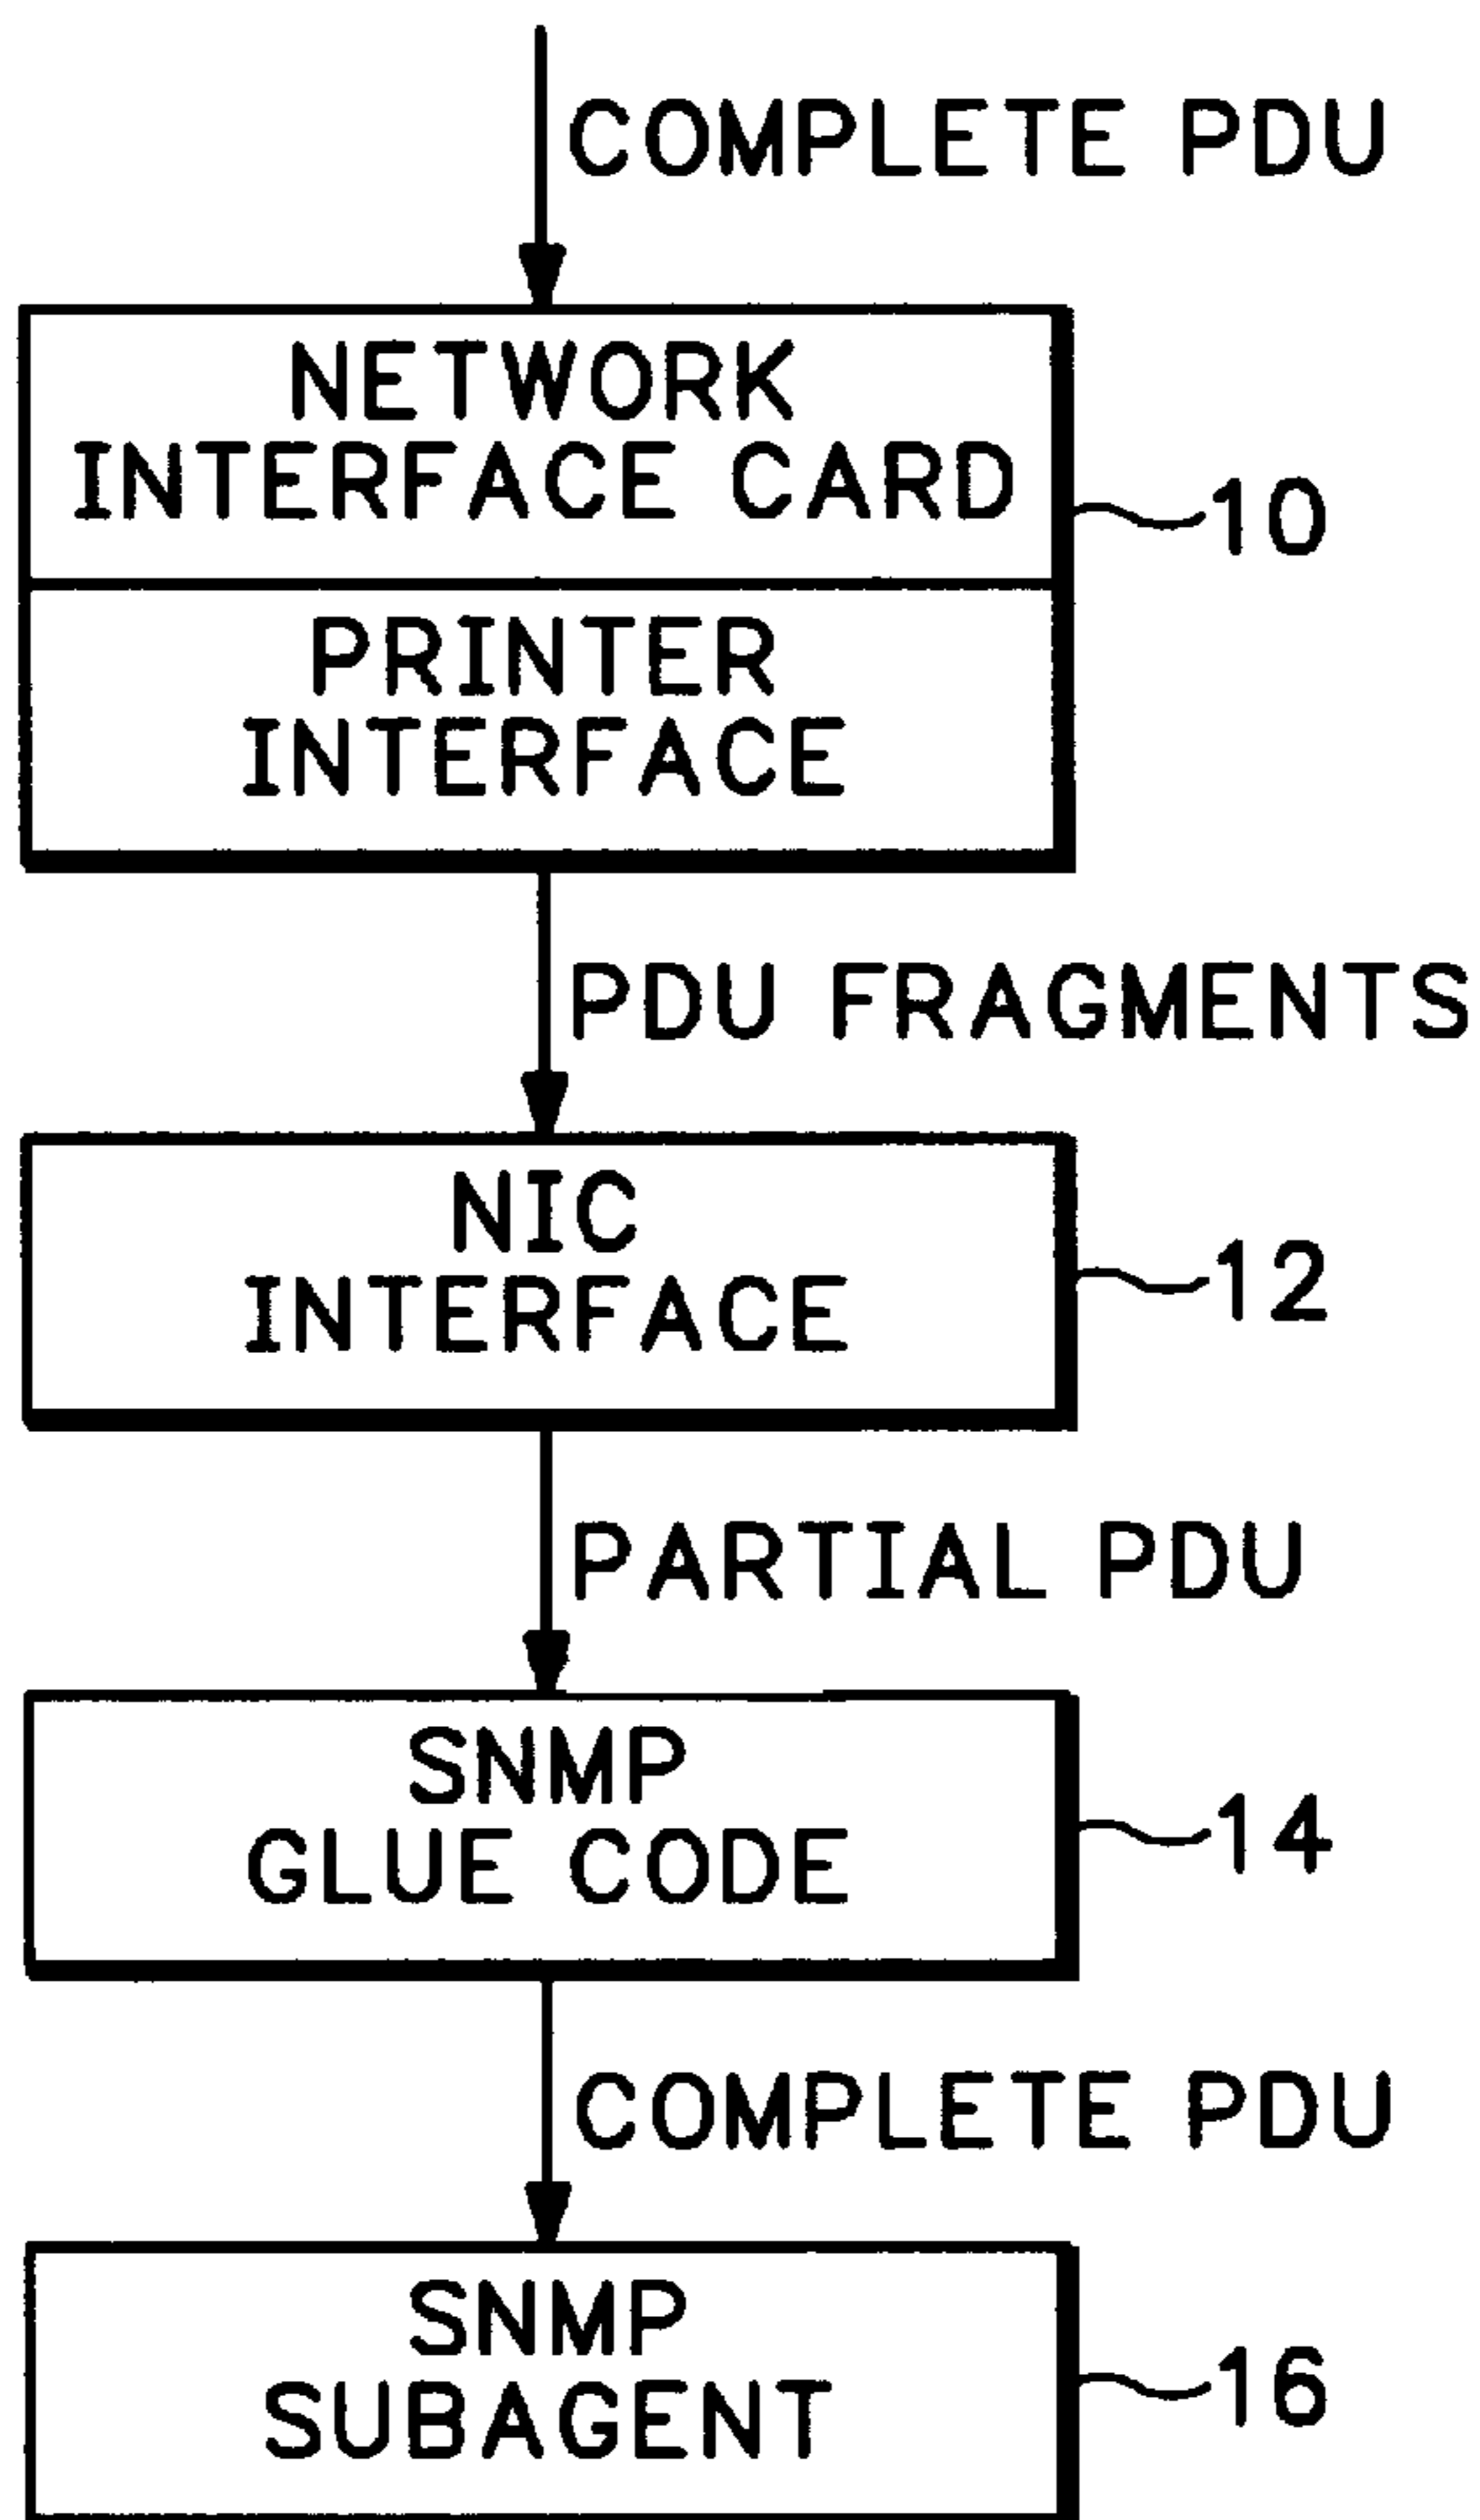 COMPLETE PDU
NETWORK
INTERFACE CARD
10
PRINTER
INTERFACE
PDU FRAGMENTS
NIC
INTERFACE
12
PARTIAL PDU
SNMP
GLUE CODE
14
COMPLETE PDU
SNMP
SUBAGENT
16